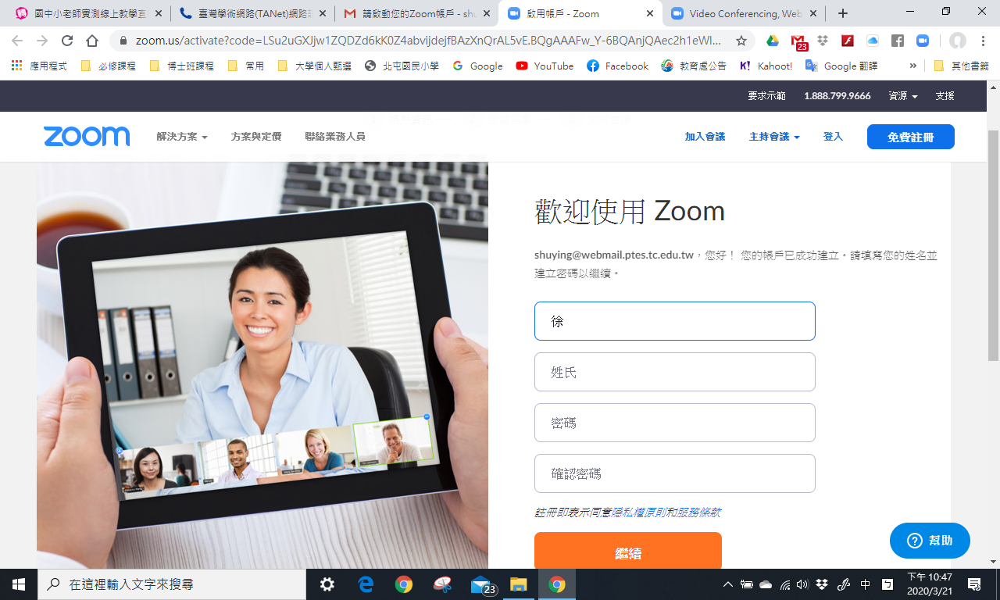 國中小老師實測線上教學直
臺灣學術網路(TANet)網路語
請啟動您的Zoom帳戶 - shu
啟用帳戶 - Zoom
Video Conferencing, Web
zoom.us/activate?code=LSu2uGXJjw1ZQDZd6kK0Z4abvijdejfBAzXnQrAL5vE.BQgAAAFw_Y-6BQAnjQAec2h1eWl...
23
應用程式
必修課程
博士班課程
常用
大學個人甄選
北屯國民小學
Google
YouTube
Facebook
教育處公告
K! Kahoot!
Google 翻譯
»
其他書籤
要求示範
1.888.799.9666
資源
支援
zoom
解決方案
方案與定價
聯絡業務人員
加入會議
主持會議
登入
免費註冊
歡迎使用 Zoom
shuying@webmail.ptes.tc.edu.tw，您好！ 您的帳戶已成功建立。請填寫您的姓名並
建立密碼以繼續。
徐
姓氏
密碼
確認密碼
註冊即表示同意隱私權原則和服務條款
繼續
幫助
在這裡輸入文字來搜尋
23
中
下午 10:47
2020/3/21